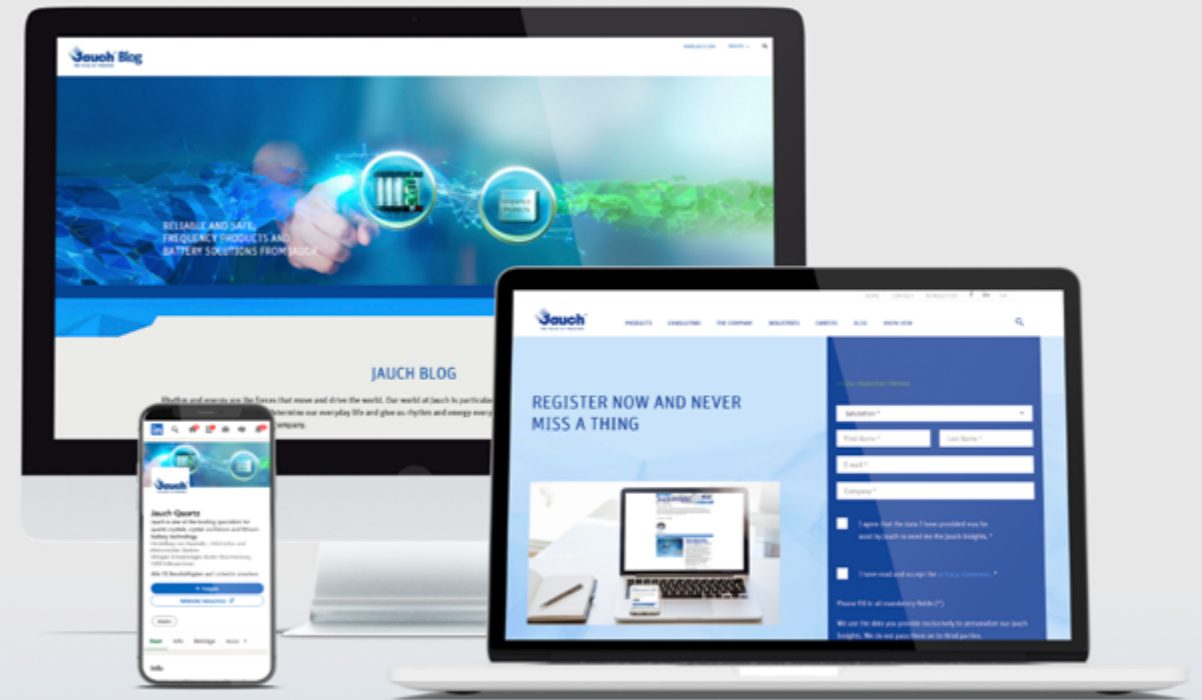 Jauch Blog
RELIABLE AND SAFE,
FREQUENCY PRODUCTS AND
BATTERY SOLUTIONS FROM JAUCH
JAUCH BLOG
Rhythm and energy are the forces that move and drive the world. Our world at Jauch in particular
determine our everyday life and give us rhythm and energy every
company.
Jauch
PRODUCTS CONSULTING THE COMPANY INDUSTRIES CAREERS BLOG KNOW-HOW
REGISTER NOW AND NEVER
MISS A THING
Salutation *
First Name * Last Name *
E-mail *
Company *
I agree that the data I have provided may be
used by Jauch to send me the Jauch Insights. *
I have read and accept the privacy statement. *
Please fill in all mandatory fields (*).
We use the data you provide exclusively to personalize our Jauch
Insights. We do not pass them on to third parties.
in
Jauch
Jauch Quartz
Jauch is one of the leading specialists for
quartz crystals, crystal oscillators and lithium
battery technology
Start Info Beiträge
Info